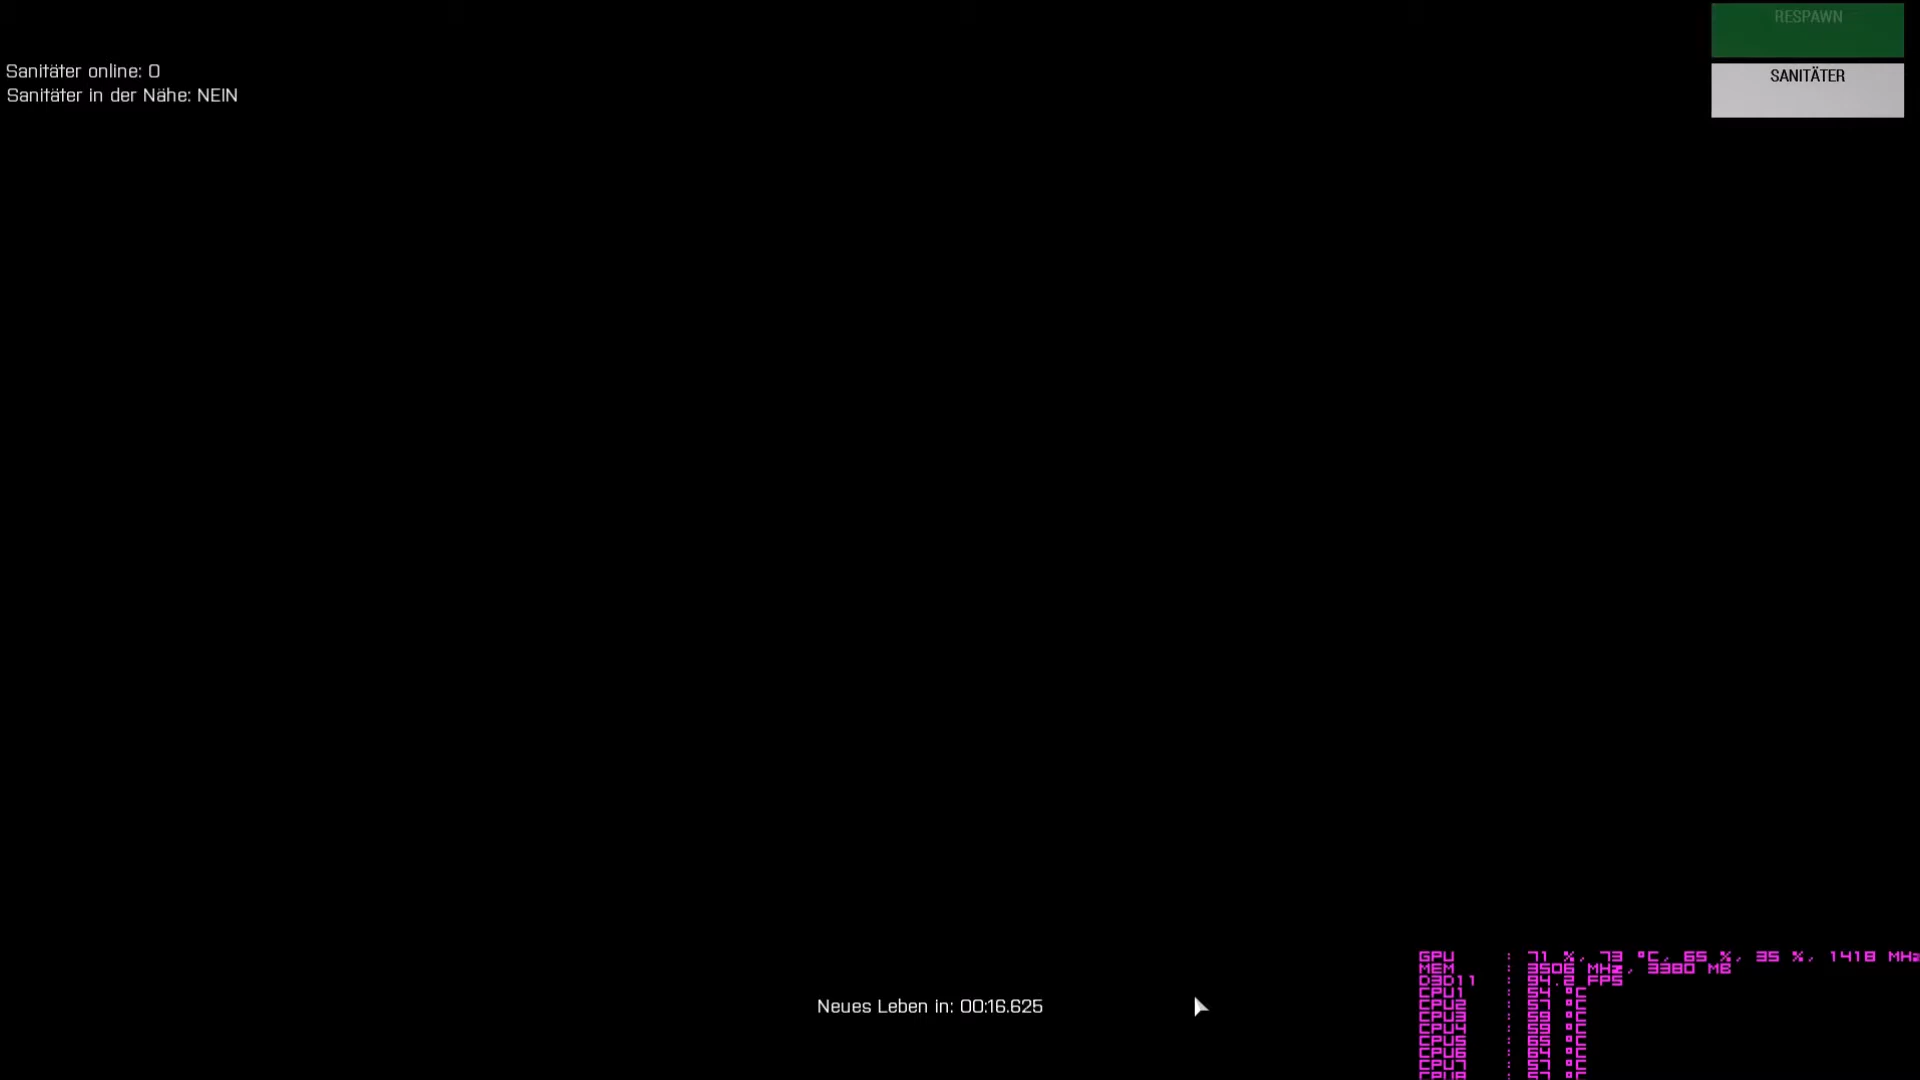 RESPAWN
Sanitäter online: 0
SANITÄTER
Sanitäter in der Nähe: NEIN
GPU : 71 %, 73 °C, 65 %, 35 %, 1418 MHz
MEM : 3506 MHz, 3380 MB
D3D11 : 94.2 FPS
CPU1 : 54 °C
Neues Leben in: 00:16.625
CPU2 : 57 °C
CPU3 : 59 °C
CPU4 : 59 °C
CPU5 : 65 °C
CPU6 : 64 °C
CPU7 : 57 °C
CPU8 : 57 °C